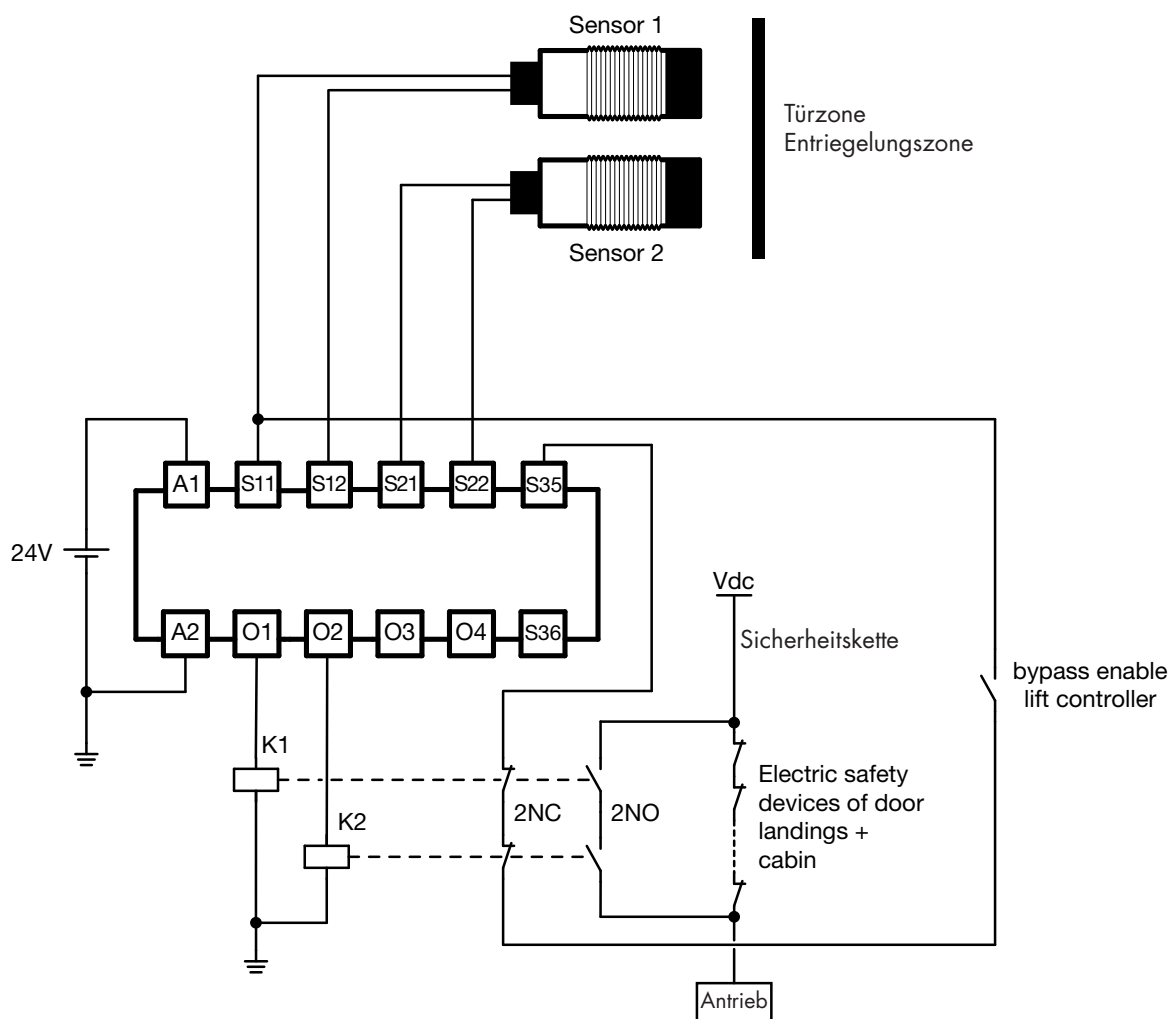 Sensor 1
Türzone
Entriegelungszone
Sensor 2
A1
S11
S12
S21
S22
S35
24V
A2
O1
O2
O3
O4
S36
Vdc
Sicherheitskette
bypass enable
lift controller
K1
K2
2NC
2NO
Electric safety
devices of door
landings +
cabin
Antrieb